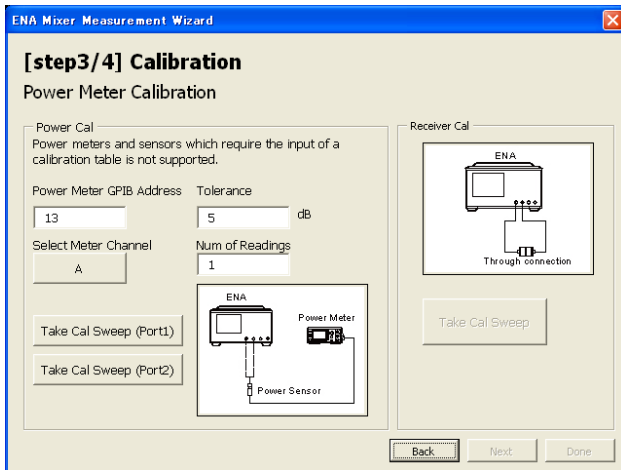 ENA Mixer Measurement Wizard
[step3/4] Calibration
Power Meter Calibration
Power Cal
Power meters and sensors which require the input of a
calibration table is not supported.
Power Meter GPIB Address
Tolerance
13
5
dB
Select Meter Channel
Num of Readings
A
1
Take Cal Sweep (Port1)
Take Cal Sweep (Port2)
ENA
Power Meter
Power Sensor
Receiver Cal
ENA
Through connection
Take Cal Sweep
Back
Next
Done